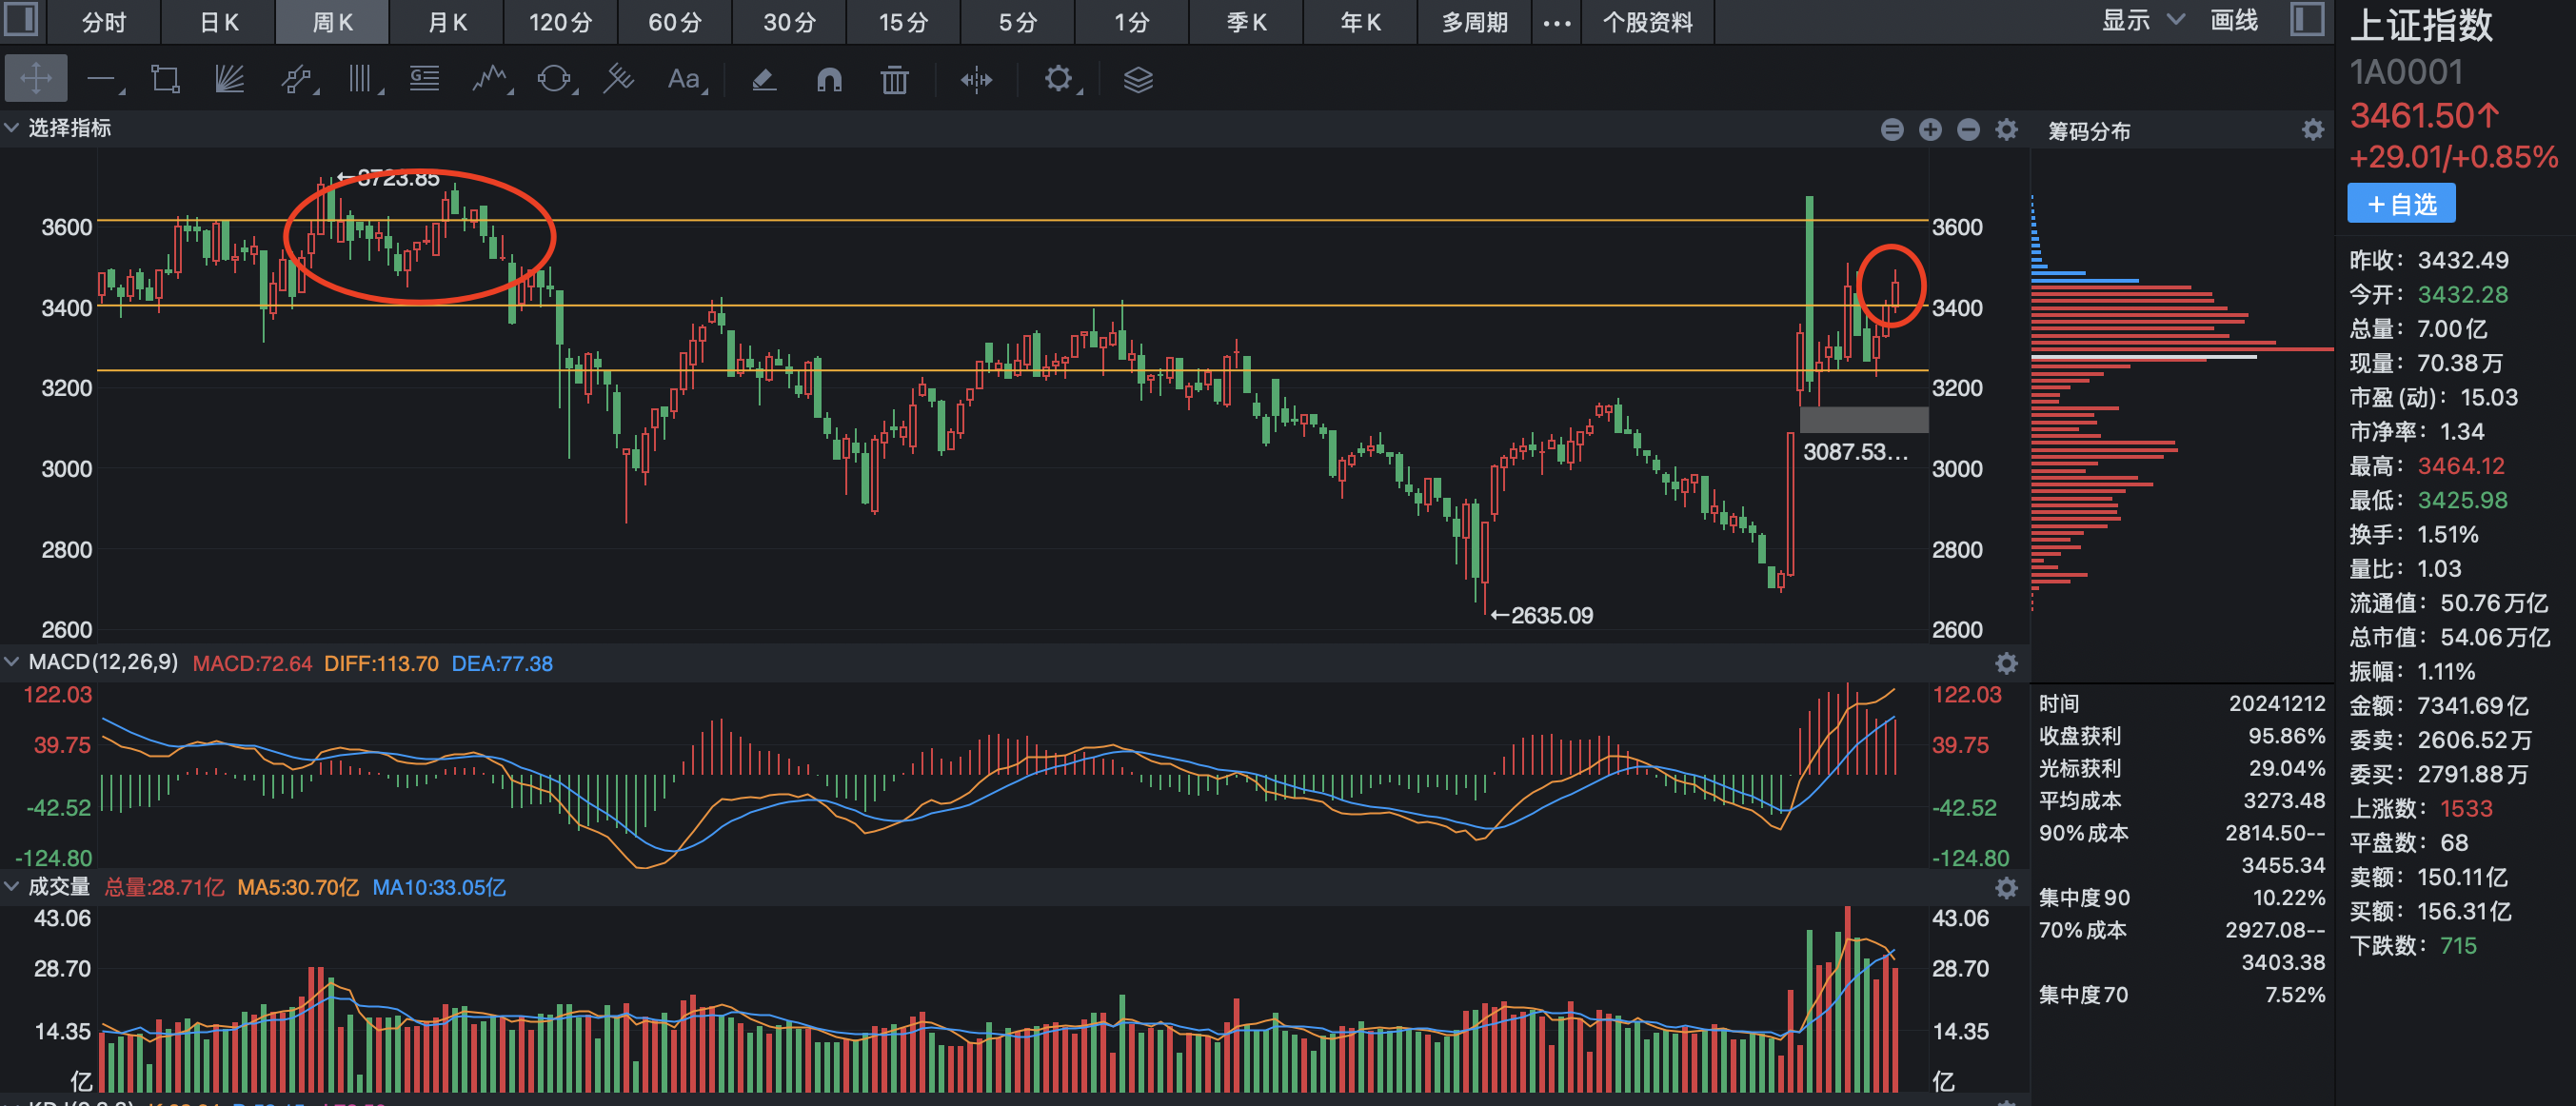 分时 日K 周K 月K 120分 60分 30分 15分 5分 1分 季K 年K 多周期 ··· 个股资料 显示 画线
Aa
选择指标
筹码分布
上证指数
1A0001
3461.50↑
+29.01/+0.85%
+自选
昨收: 3432.49
今开: 3432.28
总量: 7.00亿
现量: 70.38万
市盈(动): 15.03
市净率: 1.34
最高: 3464.12
最低: 3425.98
换手: 1.51%
量比: 1.03
流通值: 50.76万亿
总市值: 54.06万亿
振幅: 1.11%
金额: 7341.69亿
委卖: 2606.52万
委买: 2791.88万
上涨数: 1533
平盘数: 68
卖额: 150.11亿
买额: 156.31亿
下跌数: 715
←3723.85
3600 3600
3400 3400
3200 3200
3087.53...
3000 3000
2800 2800
←2635.09
2600 2600
MACD(12,26,9) MACD:72.64 DIFF:113.70 DEA:77.38
122.03 122.03
39.75 39.75
-42.52 -42.52
-124.80 -124.80
成交量 总量:28.71亿 MA5:30.70亿 MA10:33.05亿
43.06 43.06
28.70 28.70
14.35 14.35
亿 亿
时间 20241212
收盘获利 95.86%
光标获利 29.04%
平均成本 3273.48
90%成本 2814.50--
3455.34
集中度90 10.22%
70%成本 2927.08--
3403.38
集中度70 7.52%